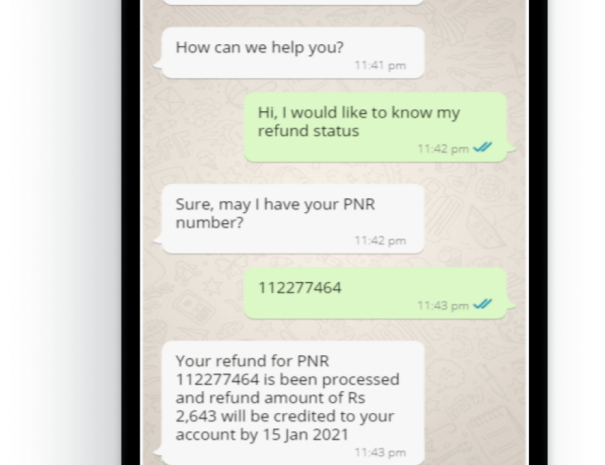 How can we help you?
11:41 pm
Hi, I would like to know my
refund status
11:42 pm
Sure, may I have your PNR
number?
11:42 pm
112277464
11:43 pm
Your refund for PNR
112277464 is been processed
and refund amount of Rs
2,643 will be credited to your
account by 15 Jan 2021
11:43 pm